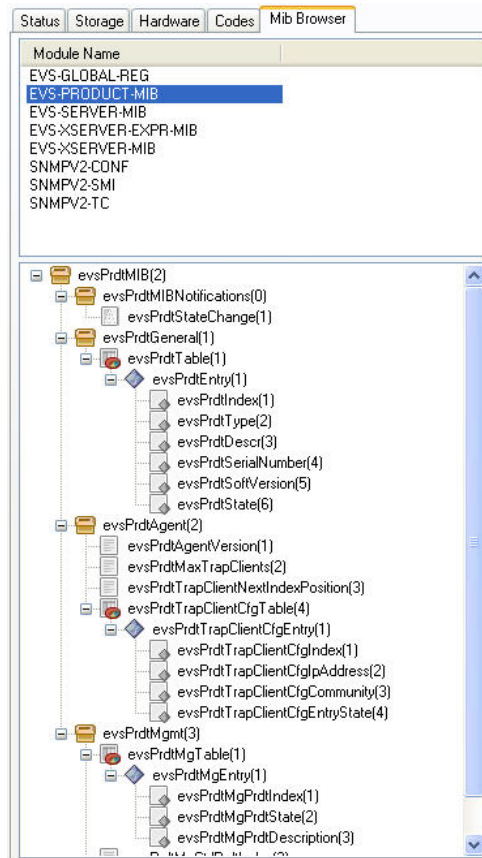 Status Storage Hardware Codes Mib Browser
Module Name
EVS-GLOBAL-REG
EVS-PRODUCT-MIB
EVS-SERVER-MIB
EVS-XSERVER-EXPR-MIB
EVS-XSERVER-MIB
SNMPV2-CONF
SNMPV2-SMI
SNMPV2-TC
evsPrdtMIB(2)
evsPrdtMIBNotifications(0)
evsPrdtStateChange(1)
evsPrdtGeneral(1)
evsPrdtTable(1)
evsPrdtEntry(1)
evsPrdtIndex(1)
evsPrdtType(2)
evsPrdtDescr(3)
evsPrdtSerialNumber(4)
evsPrdtSoftVersion(5)
evsPrdtState(6)
evsPrdtAgent(2)
evsPrdtAgentVersion(1)
evsPrdtMaxTrapClients(2)
evsPrdtTrapClientNextIndexPosition(3)
evsPrdtTrapClientCfgTable(4)
evsPrdtTrapClientCfgEntry(1)
evsPrdtTrapClientCfgIndex(1)
evsPrdtTrapClientCfgIpAddress(2)
evsPrdtTrapClientCfgCommunity(3)
evsPrdtTrapClientCfgEntryState(4)
evsPrdtMgmt(3)
evsPrdtMgTable(1)
evsPrdtMgEntry(1)
evsPrdtMgPrdtIndex(1)
evsPrdtMgPrdtState(2)
evsPrdtMgPrdtDescription(3)